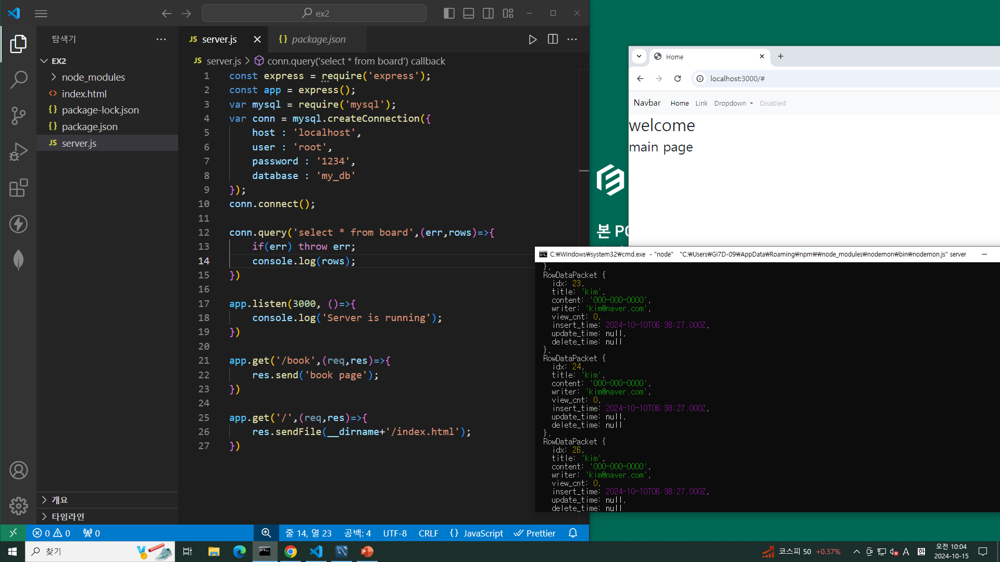 ex2
탐색기
EX2
node_modules
index.html
package-lock.json
package.json
server.js
개요
타임라인
server.js
package.json
server.js > conn.query('select * from board') callback
1 const express = require('express');
2 const app = express();
3 var mysql = require('mysql');
4 var conn = mysql.createConnection({
5 host : 'localhost',
6 user : 'root',
7 password : '1234',
8 database : 'my_db'
9 });
10 conn.connect();
11
12 conn.query('select * from board',(err,rows)=>{
13 if(err) throw err;
14 console.log(rows);
15 })
16
17 app.listen(3000, ()=>{
18 console.log('Server is running');
19 })
20
21 app.get('/book',(req,res)=>{
22 res.send('book page');
23 })
24
25 app.get('/',(req,res)=>{
26 res.sendFile(__dirname+'/index.html');
27 })
0 0 0
줄 14, 열 23 공백: 4 UTF-8 CRLF {} JavaScript Prettier
Home
localhost:3000/#
Navbar Home Link Dropdown Disabled
welcome
main page
본 PC
C:\Windows\system32\cmd.exe - "node" "C:\Users\Gi7D-09\AppData\Roaming\npm\\node_modules\nodemon\bin\nodemon.js" server
},
RowDataPacket {
idx: 23,
title: 'kim',
content: '000-000-0000',
writer: 'kim@naver.com',
view_cnt: 0,
insert_time: 2024-10-10T06:38:27.000Z,
update_time: null,
delete_time: null
},
RowDataPacket {
idx: 24,
title: 'kim',
content: '000-000-0000',
writer: 'kim@naver.com',
view_cnt: 0,
insert_time: 2024-10-10T06:38:27.000Z,
update_time: null,
delete_time: null
},
RowDataPacket {
idx: 26,
title: 'kim',
content: '000-000-0000',
writer: 'kim@naver.com',
view_cnt: 0,
insert_time: 2024-10-10T06:38:27.000Z,
update_time: null,
delete_time: null
찾기
코스피 50 +0.37%
A 한
오전 10:04
2024-10-15